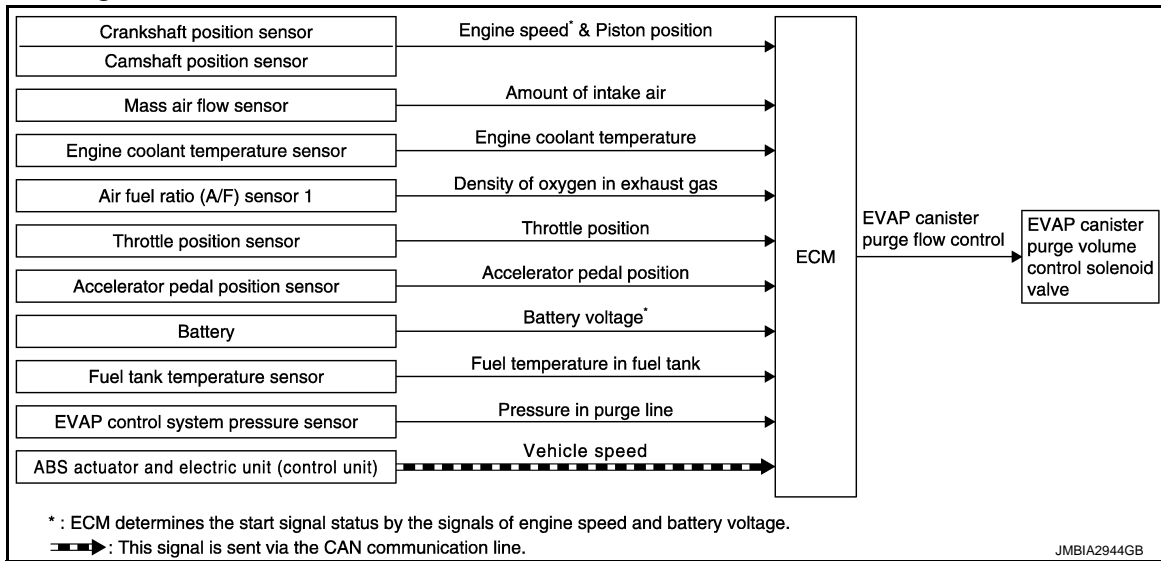 Crankshaft position sensor
Camshaft position sensor
Engine speed* & Piston position
Mass air flow sensor
Amount of intake air
Engine coolant temperature sensor
Engine coolant temperature
Air fuel ratio (A/F) sensor 1
Density of oxygen in exhaust gas
Throttle position sensor
Throttle position
Accelerator pedal position sensor
Accelerator pedal position
Battery
Battery voltage*
Fuel tank temperature sensor
Fuel temperature in fuel tank
EVAP control system pressure sensor
Pressure in purge line
ABS actuator and electric unit (control unit)
Vehicle speed
ECM
EVAP canister
purge flow control
EVAP canister
purge volume
control solenoid
valve
* : ECM determines the start signal status by the signals of engine speed and battery voltage.
: This signal is sent via the CAN communication line.
JMBIA2944GB